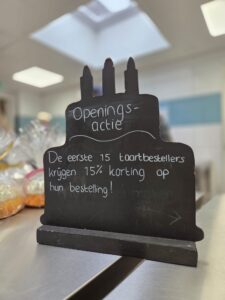 Openings-
actie
De eerste 15 taartbestellers
krijgen 15% korting op
hun bestelling!